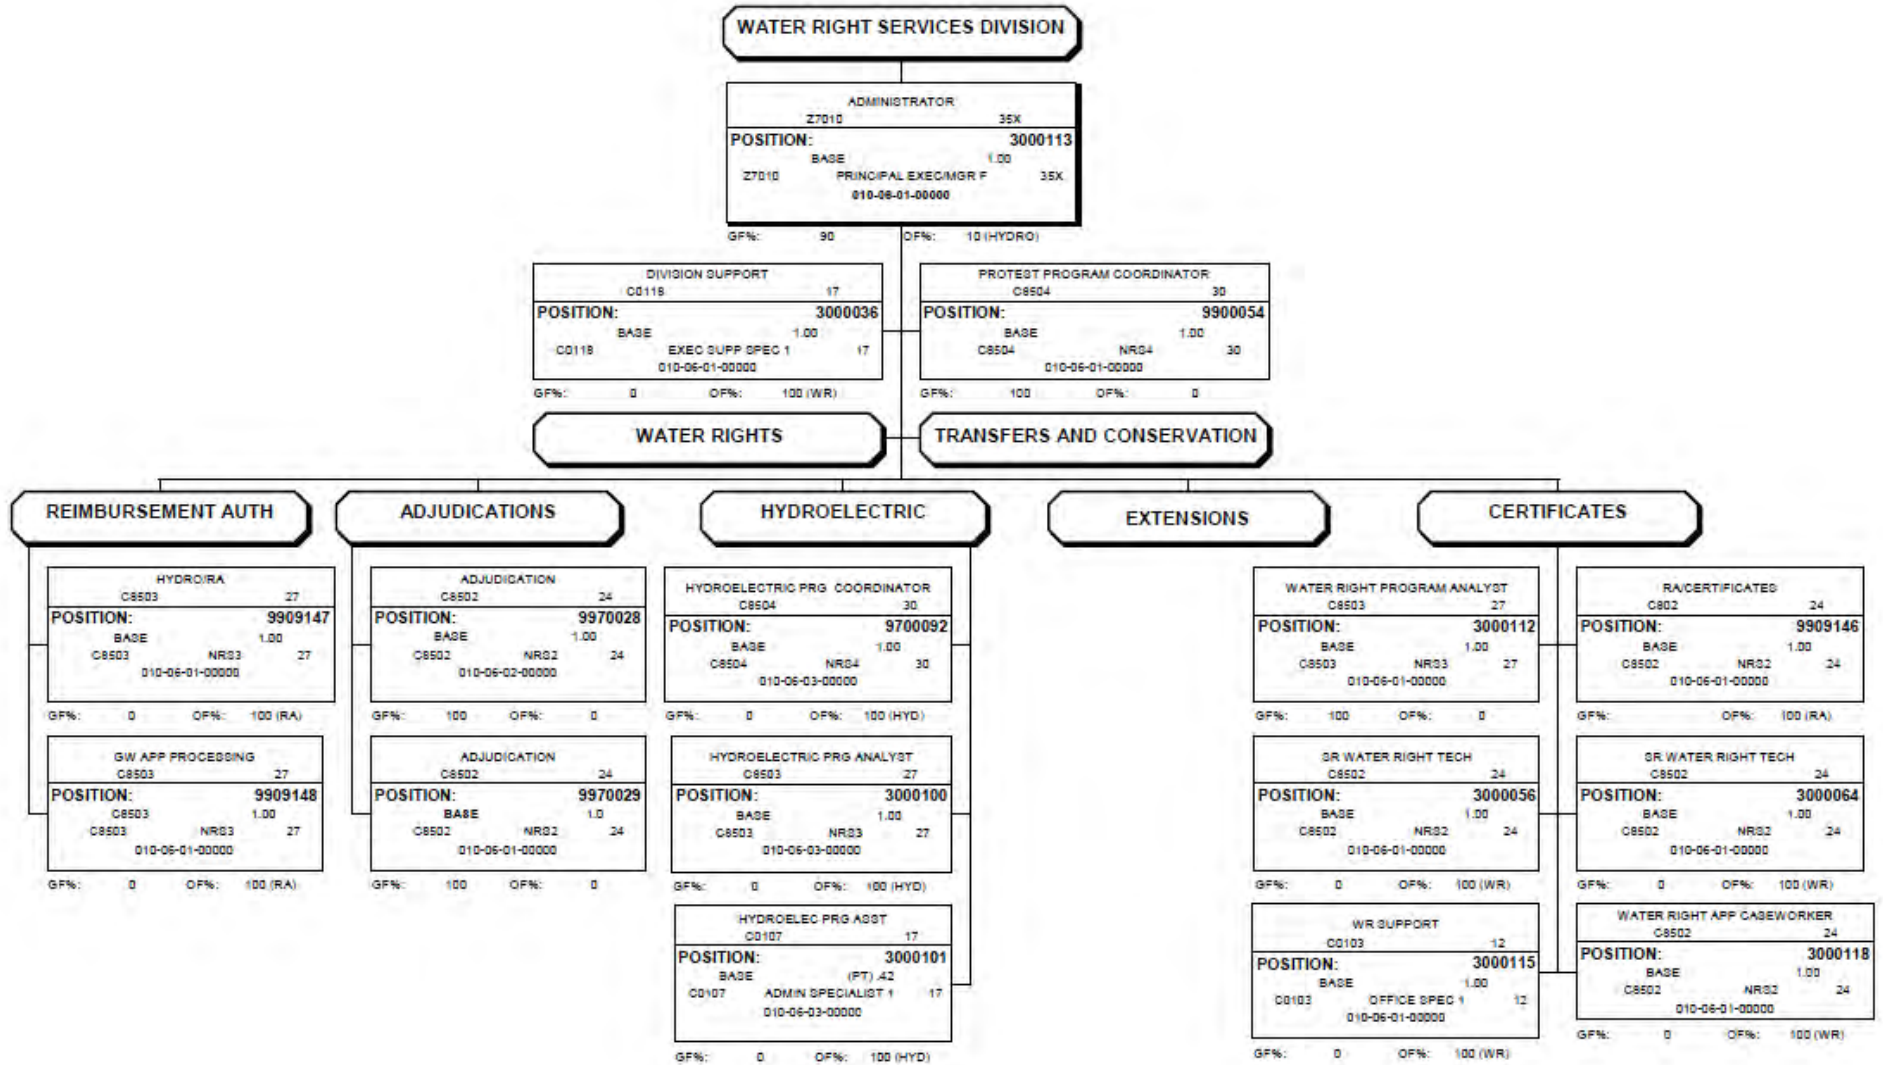 WATER RIGHT SERVICES DIVISION
ADMINISTRATOR
Z7010 35X
POSITION: 3000113
BASE 1.00
Z7010 PRINCIPAL EXEC/MGR F 35X
010-06-01-00000
GF%: 90 OF%: 10 (HYDRO)
DIVISION SUPPORT
C0118 17
POSITION: 3000036
BASE 1.00
C0118 EXEC SUPP SPEC 1 17
010-06-01-00000
GF%: 0 OF%: 100 (WR)
PROTEST PROGRAM COORDINATOR
C8504 30
POSITION: 9900054
BASE 1.00
C8504 NRS4 30
010-06-01-00000
GF%: 100 OF%: 0
WATER RIGHTS
TRANSFERS AND CONSERVATION
REIMBURSEMENT AUTH
HYDRO/RA
C8503 27
POSITION: 9909147
BASE 1.00
C8503 NRS3 27
010-06-01-00000
GF%: 0 OF%: 100 (RA)
GW APP PROCESSING
C8503 27
POSITION: 9909148
C8503 1.00
C8503 NRS3 27
010-06-01-00000
GF%: 0 OF%: 100 (RA)
ADJUDICATIONS
ADJUDICATION
C8502 24
POSITION: 9970028
BASE 1.00
C8502 NRS2 24
010-06-02-00000
GF%: 100 OF%: 0
ADJUDICATION
C8502 24
POSITION: 9970029
BASE 1.0
C8502 NRS2 24
010-06-01-00000
GF%: 100 OF%: 0
HYDROELECTRIC
HYDROELECTRIC PRG COORDINATOR
C8504 30
POSITION: 9700092
BASE 1.00
C8504 NRS4 30
010-06-03-00000
GF%: 0 OF%: 100 (HYD)
HYDROELECTRIC PRG ANALYST
C8503 27
POSITION: 3000100
BASE 1.00
C8503 NRS3 27
010-06-03-00000
GF%: 0 OF%: 100 (HYD)
HYDROELEC PRG ASST
C0107 17
POSITION: 3000101
BASE (PT) .42
C0107 ADMIN SPECIALIST 1 17
010-06-03-00000
GF%: 0 OF%: 100 (HYD)
EXTENSIONS
CERTIFICATES
WATER RIGHT PROGRAM ANALYST
C8503 27
POSITION: 3000112
BASE 1.00
C8503 NRS3 27
010-06-01-00000
GF%: 100 OF%: 0
RA/CERTIFICATES
C802 24
POSITION: 9909146
BASE 1.00
C8502 NRS2 24
010-06-01-00000
GF%: OF%: 100 (RA)
SR WATER RIGHT TECH
C8502 24
POSITION: 3000056
BASE 1.00
C8502 NRS2 24
010-06-01-00000
GF%: 0 OF%: 100 (WR)
SR WATER RIGHT TECH
C8502 24
POSITION: 3000064
BASE 1.00
C8502 NRS2 24
010-06-01-00000
GF%: 0 OF%: 100 (WR)
WR SUPPORT
C0103 12
POSITION: 3000115
BASE 1.00
C0103 OFFICE SPEC 1 12
010-06-01-00000
GF%: 0 OF%: 100 (WR)
WATER RIGHT APP CASEWORKER
C8502 24
POSITION: 3000118
BASE 1.00
C8502 NRS2 24
010-06-01-00000
GF%: 0 OF%: 100 (WR)